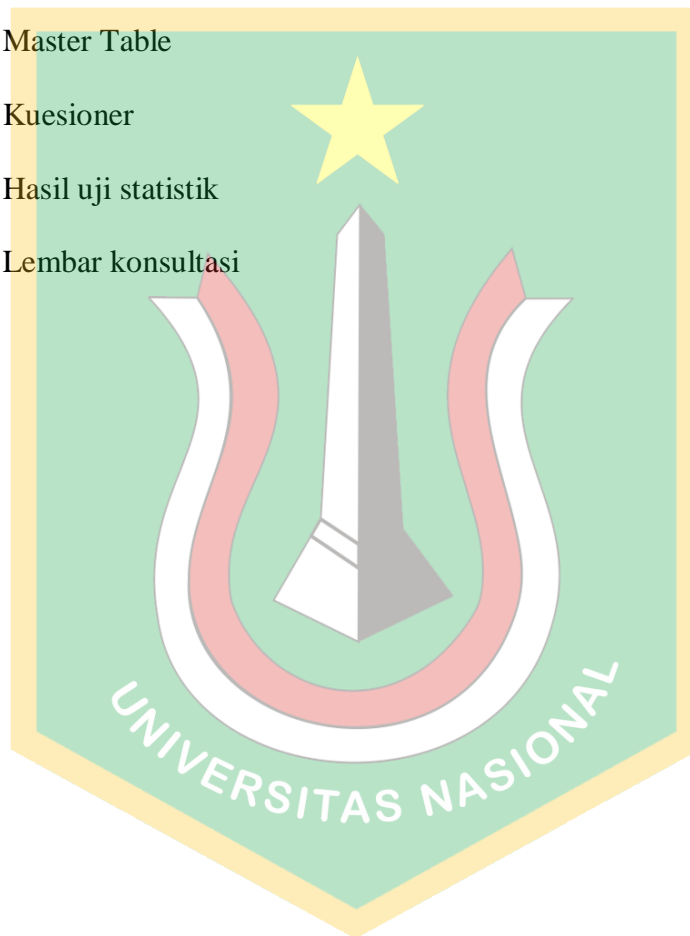 Master Table
Kuesioner
Hasil uji statistik
Lembar konsultasi
UNIVERSITAS NASIONAL